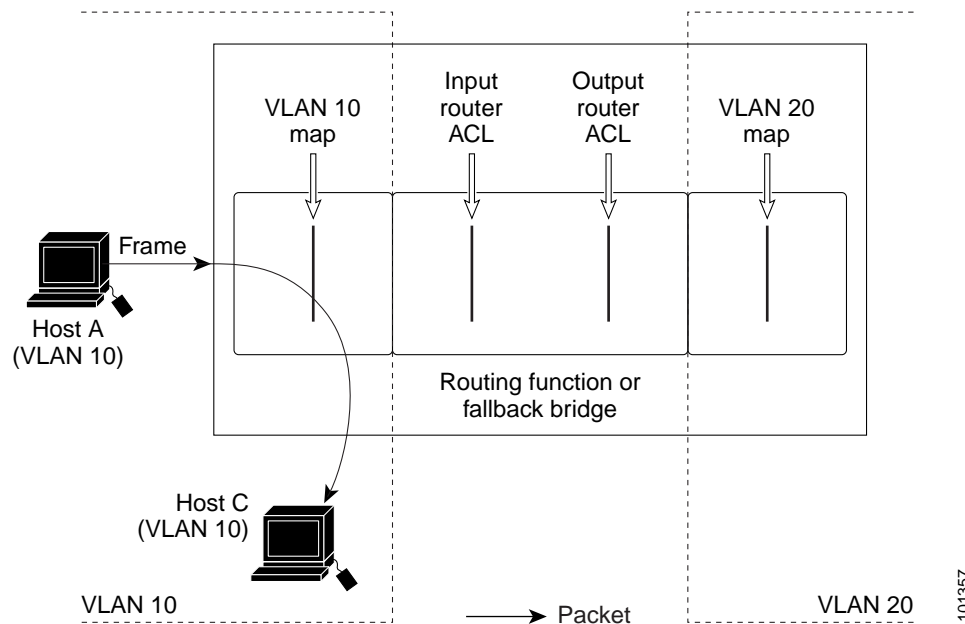 VLAN 10
map
Input
router
ACL
Output
router
ACL
VLAN 20
map
Frame
Host A
(VLAN 10)
Routing function or
fallback bridge
Host C
(VLAN 10)
VLAN 10
Packet
VLAN 20
101357